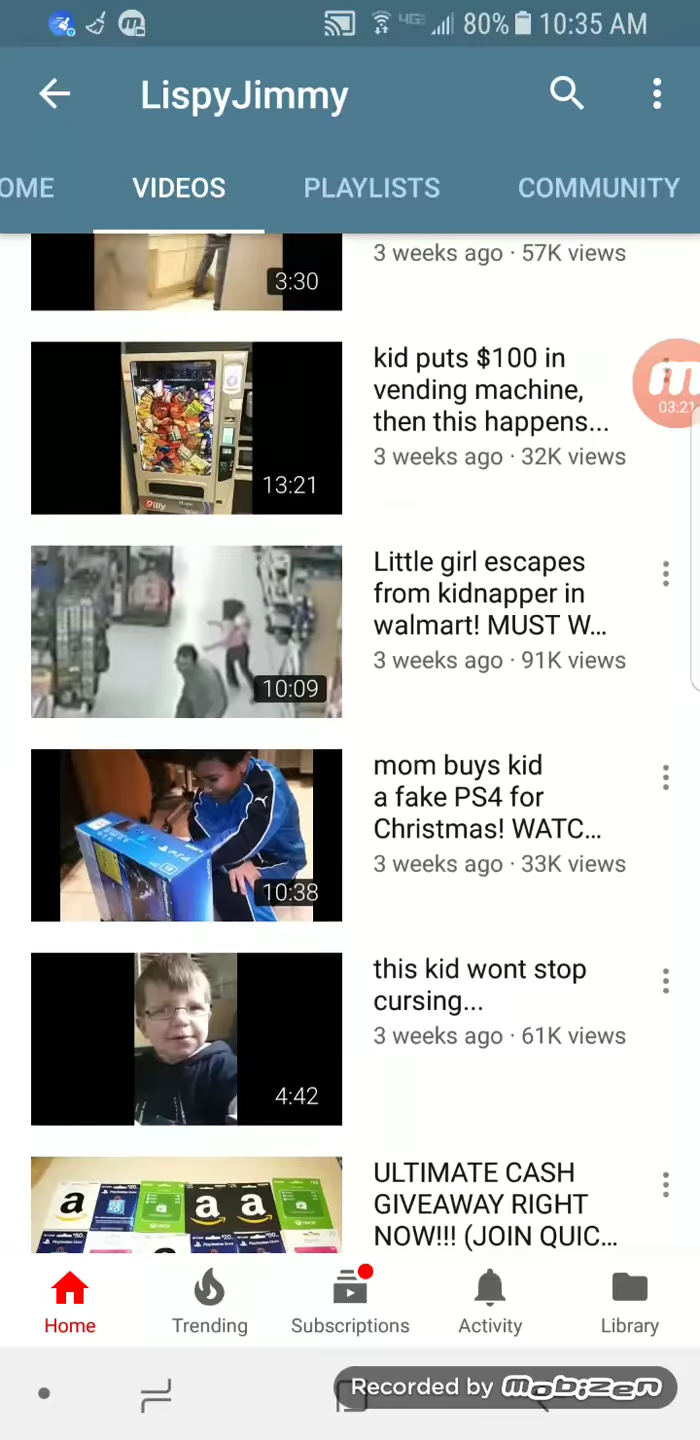 4G 80% 10:35 AM
LispyJimmy
OME VIDEOS PLAYLISTS COMMUNITY
3:30
3 weeks ago · 57K views
kid puts $100 in
vending machine,
then this happens...
3 weeks ago · 32K views
13:21
03:21
Little girl escapes
from kidnapper in
walmart! MUST W...
3 weeks ago · 91K views
10:09
mom buys kid
a fake PS4 for
Christmas! WATC...
3 weeks ago · 33K views
10:38
this kid wont stop
cursing...
3 weeks ago · 61K views
4:42
ULTIMATE CASH
GIVEAWAY RIGHT
NOW!!! (JOIN QUIC...
Home Trending Subscriptions Activity Library
Recorded by mobizen